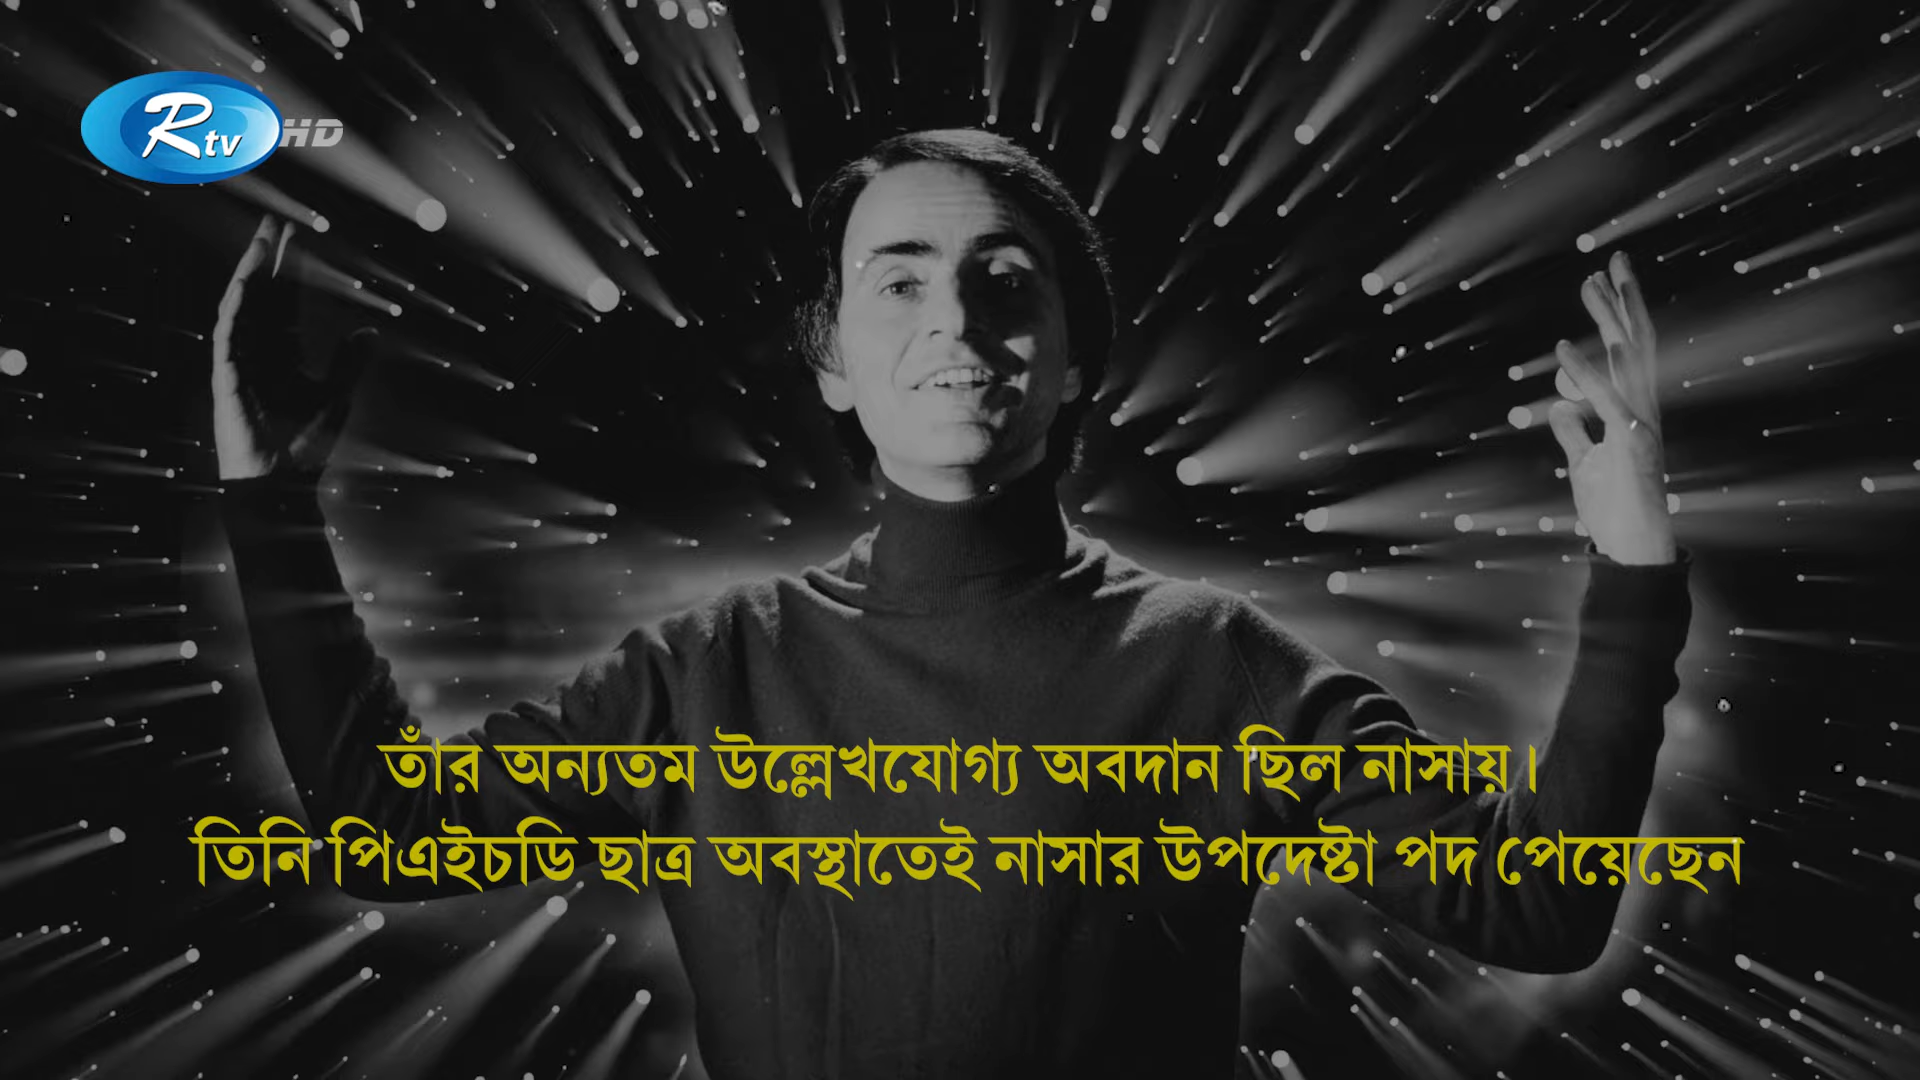 Rtv HD
তাঁর অন্যতম উল্লেখযোগ্য অবদান ছিল নাসায়।
তিনি পিএইচডি ছাত্র অবস্থাতেই নাসার উপদেষ্টা পদ পেয়েছেন